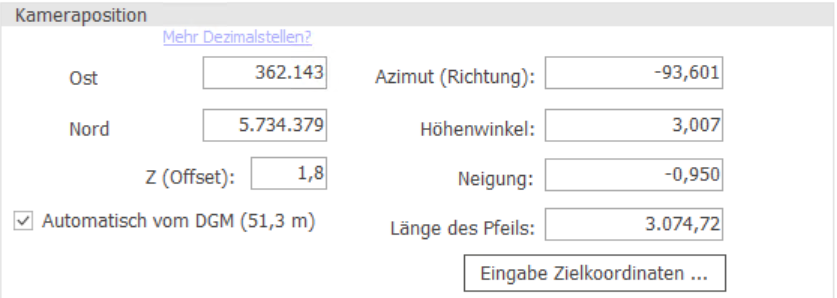 Kameraposition
Mehr Dezimalstellen?
Ost 362.143 Azimut (Richtung): -93,601
Nord 5.734.379 Höhenwinkel: 3,007
Z (Offset): 1,8 Neigung: -0,950
Automatisch vom DGM (51,3 m) Länge des Pfeils: 3.074,72
Eingabe Zielkoordinaten ...